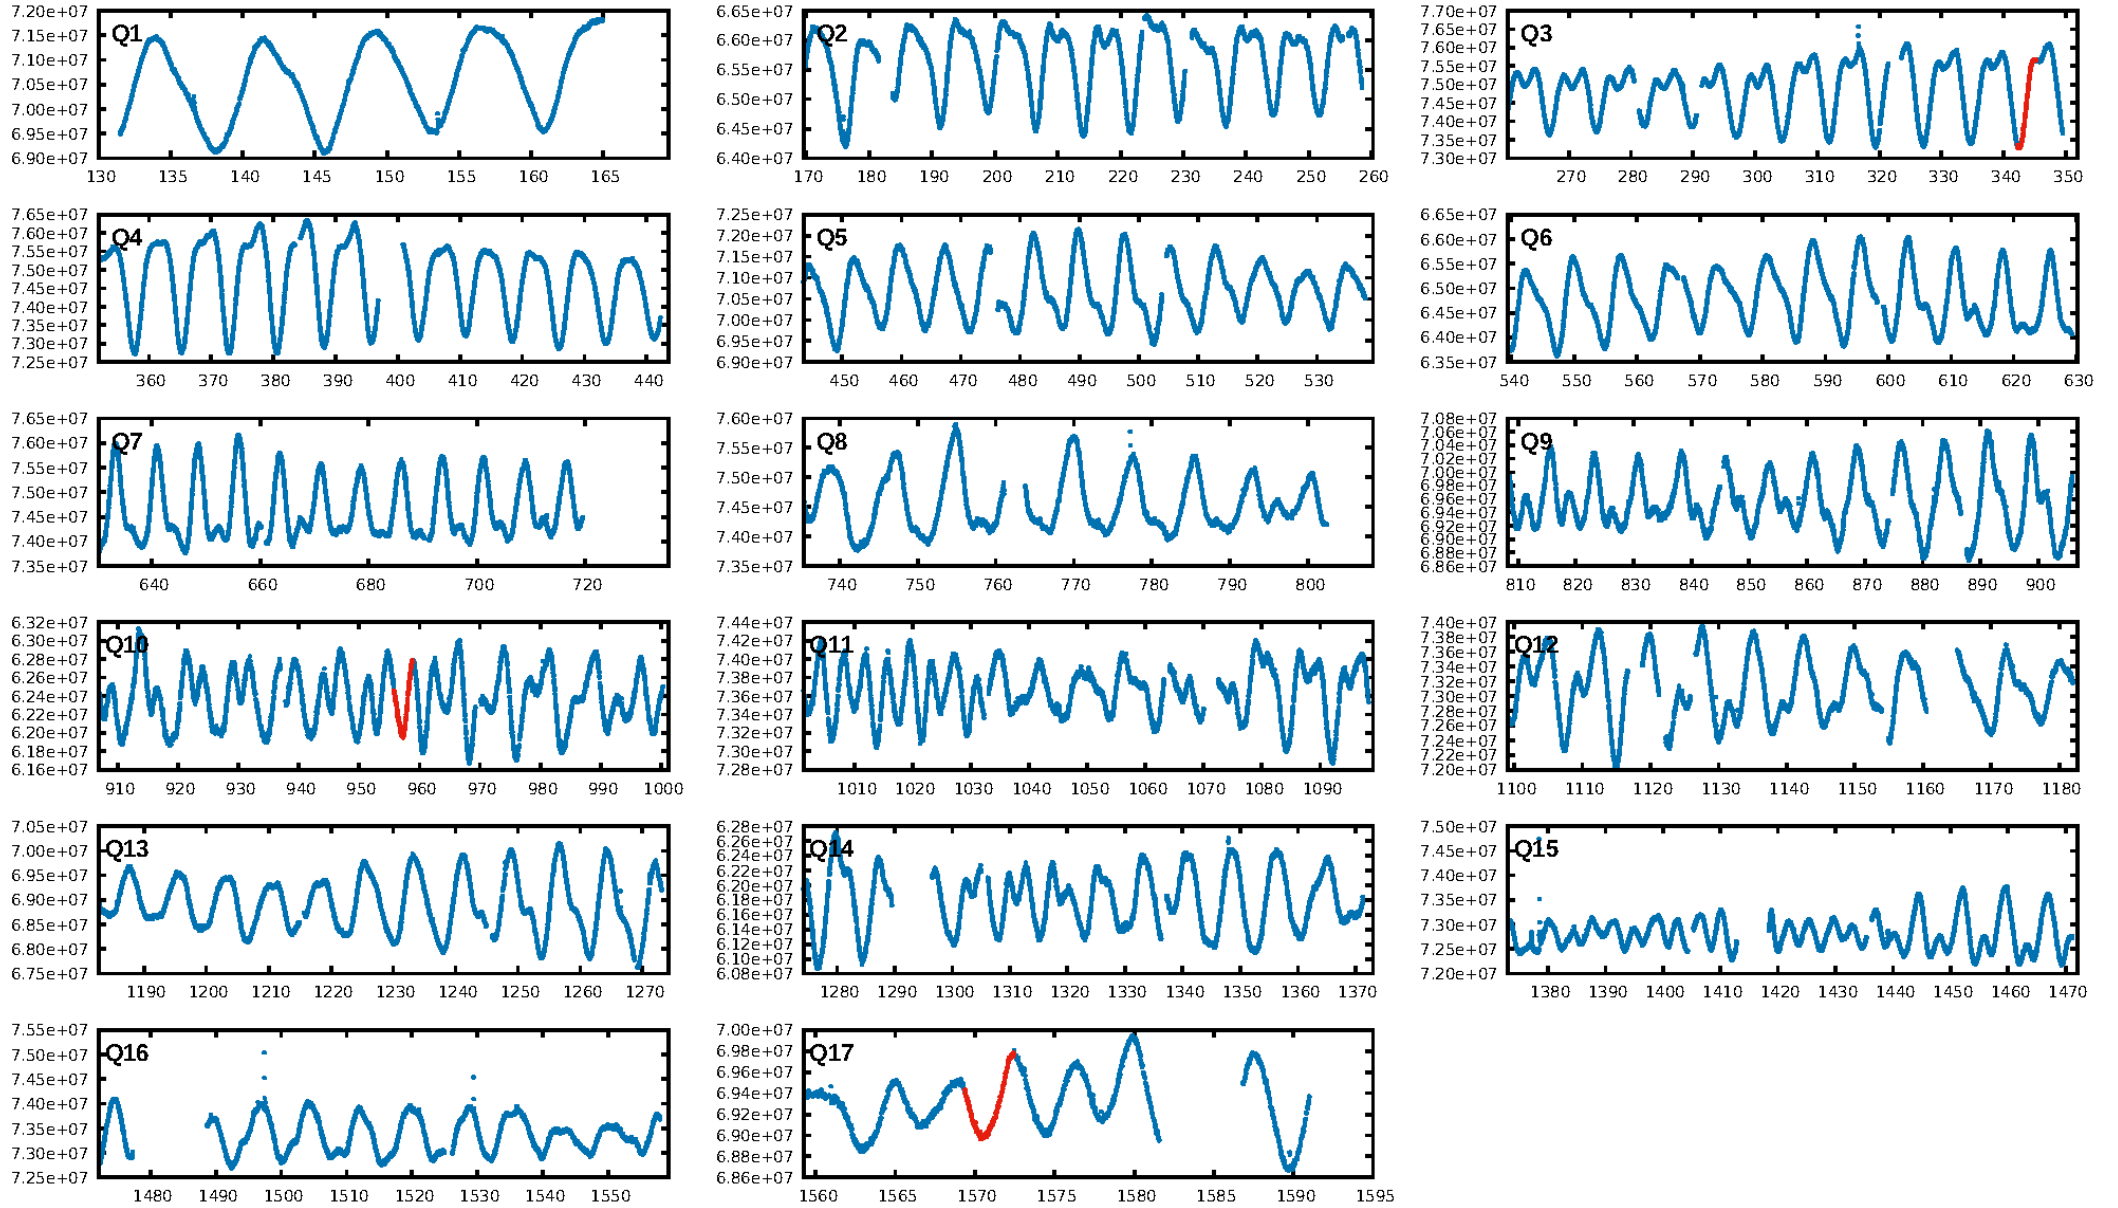 Q1
7.20e+07
7.15e+07
7.10e+07
7.05e+07
7.00e+07
6.95e+07
6.90e+07
130 135 140 145 150 155 160 165
Q2
6.65e+07
6.60e+07
6.55e+07
6.50e+07
6.45e+07
6.40e+07
170 180 190 200 210 220 230 240 250 260
Q3
7.70e+07
7.65e+07
7.60e+07
7.55e+07
7.50e+07
7.45e+07
7.40e+07
7.35e+07
7.30e+07
270 280 290 300 310 320 330 340 350
Q4
7.65e+07
7.60e+07
7.55e+07
7.50e+07
7.45e+07
7.40e+07
7.35e+07
7.30e+07
7.25e+07
360 370 380 390 400 410 420 430 440
Q5
7.25e+07
7.20e+07
7.15e+07
7.10e+07
7.05e+07
7.00e+07
6.95e+07
6.90e+07
450 460 470 480 490 500 510 520 530
Q6
6.65e+07
6.60e+07
6.55e+07
6.50e+07
6.45e+07
6.40e+07
6.35e+07
540 550 560 570 580 590 600 610 620 630
Q7
7.65e+07
7.60e+07
7.55e+07
7.50e+07
7.45e+07
7.40e+07
7.35e+07
640 660 680 700 720
Q8
7.60e+07
7.55e+07
7.50e+07
7.45e+07
7.40e+07
7.35e+07
740 750 760 770 780 790 800
Q9
7.08e+07
7.06e+07
7.04e+07
7.02e+07
7.00e+07
6.98e+07
6.96e+07
6.94e+07
6.92e+07
6.90e+07
6.88e+07
6.86e+07
810 820 830 840 850 860 870 880 890 900
Q10
6.32e+07
6.30e+07
6.28e+07
6.26e+07
6.24e+07
6.22e+07
6.20e+07
6.18e+07
6.16e+07
910 920 930 940 950 960 970 980 990 1000
Q11
7.44e+07
7.42e+07
7.40e+07
7.38e+07
7.36e+07
7.34e+07
7.32e+07
7.30e+07
7.28e+07
1010 1020 1030 1040 1050 1060 1070 1080 1090
Q12
7.40e+07
7.38e+07
7.36e+07
7.34e+07
7.32e+07
7.30e+07
7.28e+07
7.26e+07
7.24e+07
7.22e+07
7.20e+07
1100 1110 1120 1130 1140 1150 1160 1170 1180
Q13
7.05e+07
7.00e+07
6.95e+07
6.90e+07
6.85e+07
6.80e+07
6.75e+07
1190 1200 1210 1220 1230 1240 1250 1260 1270
Q14
6.28e+07
6.26e+07
6.24e+07
6.22e+07
6.20e+07
6.18e+07
6.16e+07
6.14e+07
6.12e+07
6.10e+07
6.08e+07
1280 1290 1300 1310 1320 1330 1340 1350 1360 1370
Q15
7.50e+07
7.45e+07
7.40e+07
7.35e+07
7.30e+07
7.25e+07
7.20e+07
1380 1390 1400 1410 1420 1430 1440 1450 1460 1470
Q16
7.55e+07
7.50e+07
7.45e+07
7.40e+07
7.35e+07
7.30e+07
7.25e+07
1480 1490 1500 1510 1520 1530 1540 1550
Q17
7.00e+07
6.98e+07
6.96e+07
6.94e+07
6.92e+07
6.90e+07
6.88e+07
6.86e+07
1560 1565 1570 1575 1580 1585 1590 1595